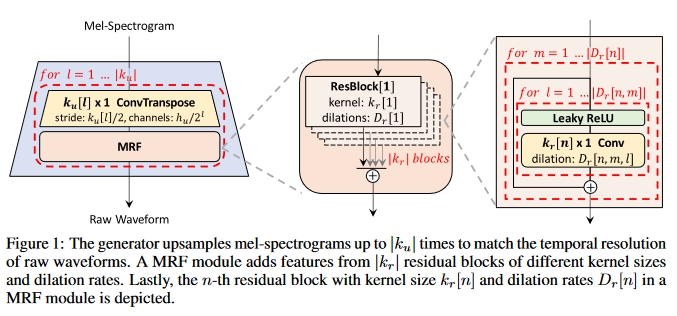 Mel-Spectrogram
for l = 1 ... |k_u|
k_u[l] x 1 ConvTranspose
stride: k_u[l]/2, channels: h_u/2^l
MRF
Raw Waveform
ResBlock[1]
kernel: k_r[1]
dilations: D_r[1]
|k_r| blocks
for m = 1 ... |D_r[n]|
for l = 1 ...|D_r[n,m]|
Leaky ReLU
k_r[n] x 1 Conv
dilation: D_r[n, m, l]
Figure 1: The generator upsamples mel-spectrograms up to |k_u| times to match the temporal resolution
of raw waveforms. A MRF module adds features from |k_r| residual blocks of different kernel sizes
and dilation rates. Lastly, the n-th residual block with kernel size k_r[n] and dilation rates D_r[n] in a
MRF module is depicted.